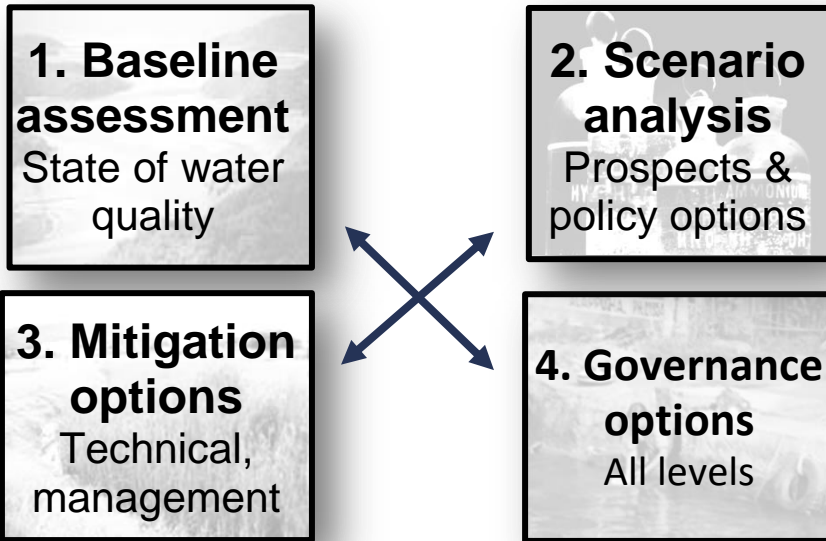 1. Baseline
assessment
State of water
quality
2. Scenario
analysis
Prospects &
policy options
3. Mitigation
options
Technical,
management
4. Governance
options
All levels